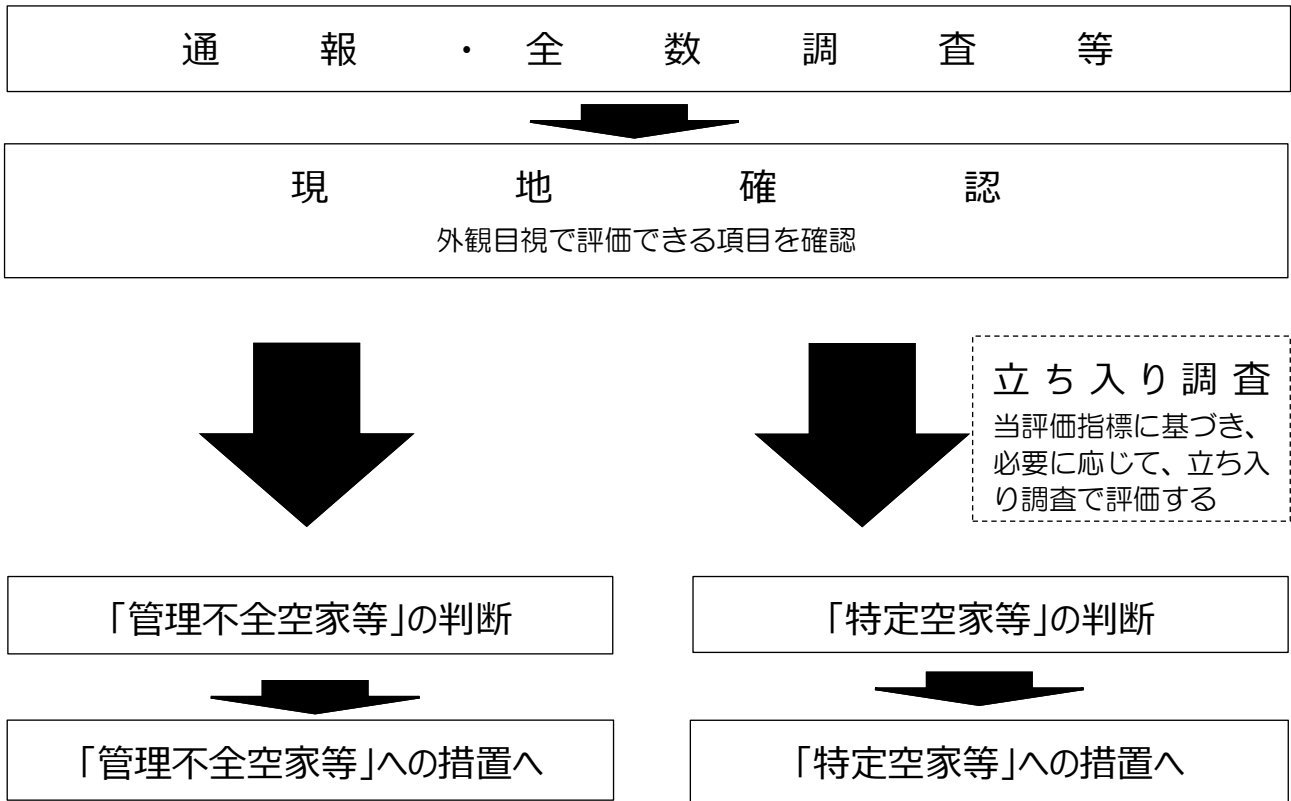 通報・全数調査等
現地確認
外観目視で評価できる項目を確認
立ち入り調査
当評価指標に基づき、
必要に応じて、立ち入
り調査で評価する
「管理不全空家等」の判断
「特定空家等」の判断
「管理不全空家等」への措置へ
「特定空家等」への措置へ